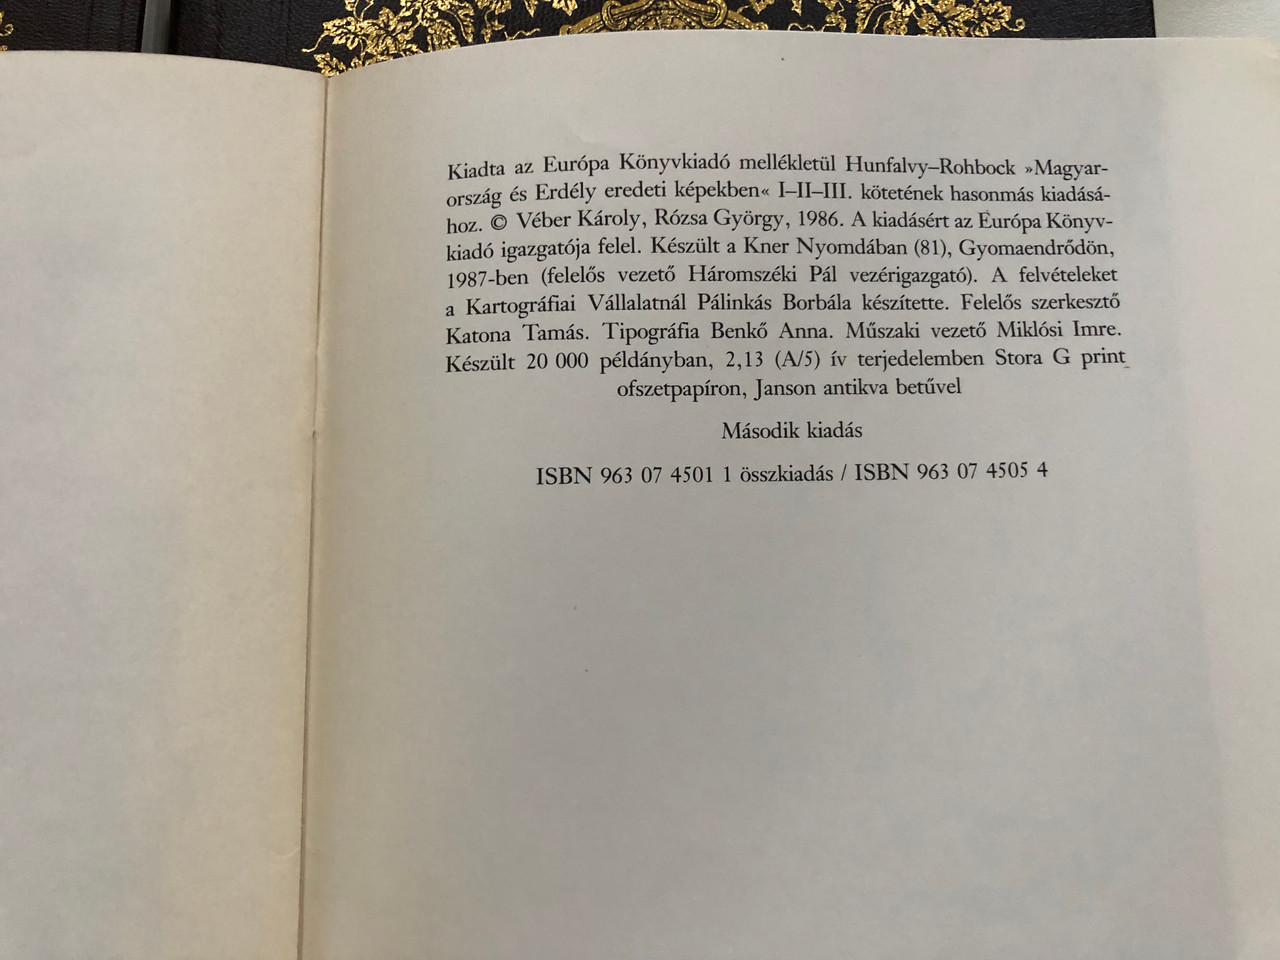 Kiadta az Európa Könyvkiadó mellékletül Hunfalvy–Rohbock »Magyar-
ország és Erdély eredeti képekben« I–II–III. kötetének hasonmás kiadásá-
hoz. © Véber Károly, Rózsa György, 1986. A kiadásért az Európa Könyv-
kiadó igazgatója felel. Készült a Kner Nyomdában (81), Gyomaendrődön,
1987-ben (felelős vezető Háromszéki Pál vezérigazgató). A felvételeket
a Kartográfiai Vállalatnál Pálinkás Borbála készítette. Felelős szerkesztő
Katona Tamás. Tipográfia Benkő Anna. Műszaki vezető Miklósi Imre.
Készült 20 000 példányban, 2,13 (A/5) ív terjedelemben Stora G print
ofszetpapíron, Janson antikva betűvel
Második kiadás
ISBN 963 07 4501 1 összkiadás / ISBN 963 07 4505 4